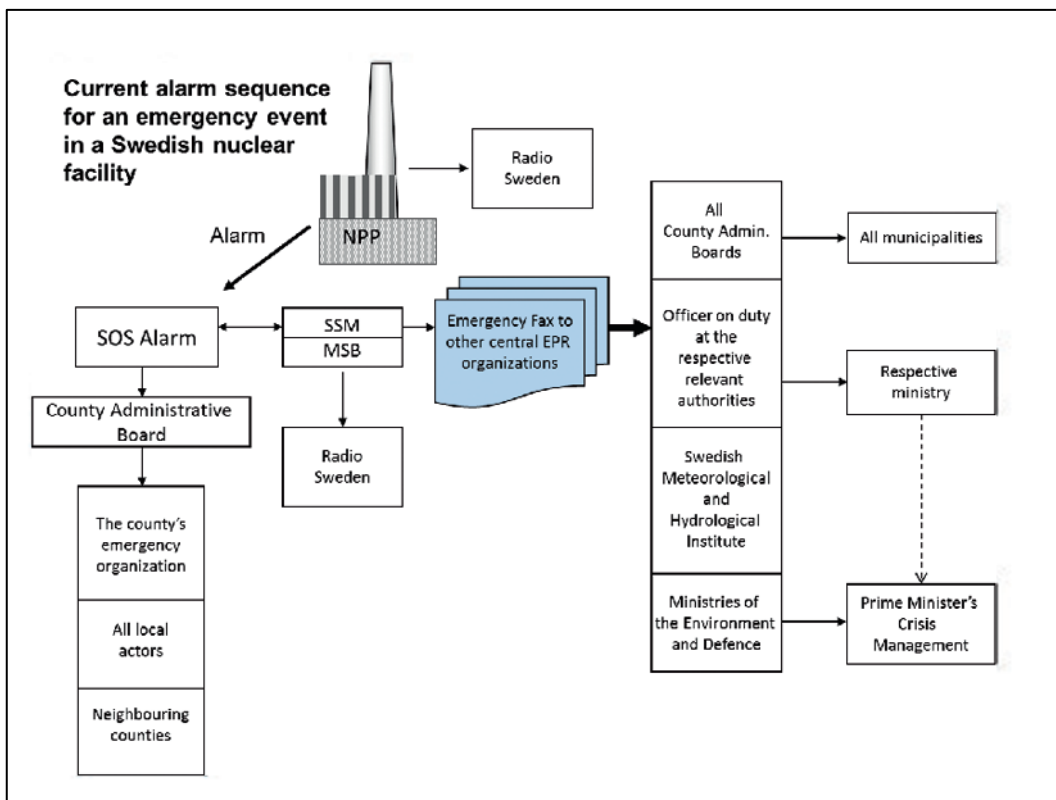 Current alarm sequence
for an emergency event
in a Swedish nuclear
facility
Radio
Sweden
Alarm
NPP
SOS Alarm
SSM
MSB
Emergency Fax to
other central EPR
organizations
County Administrative
Board
Radio
Sweden
The county's
emergency
organization
All local
actors
Neighbouring
counties
All
County Admin.
Boards
Officer on duty
at the
respective
relevant
authorities
Swedish
Meteorological
and
Hydrological
Institute
Ministries of
the Environment
and Defence
All municipalities
Respective
ministry
Prime Minister's
Crisis
Management